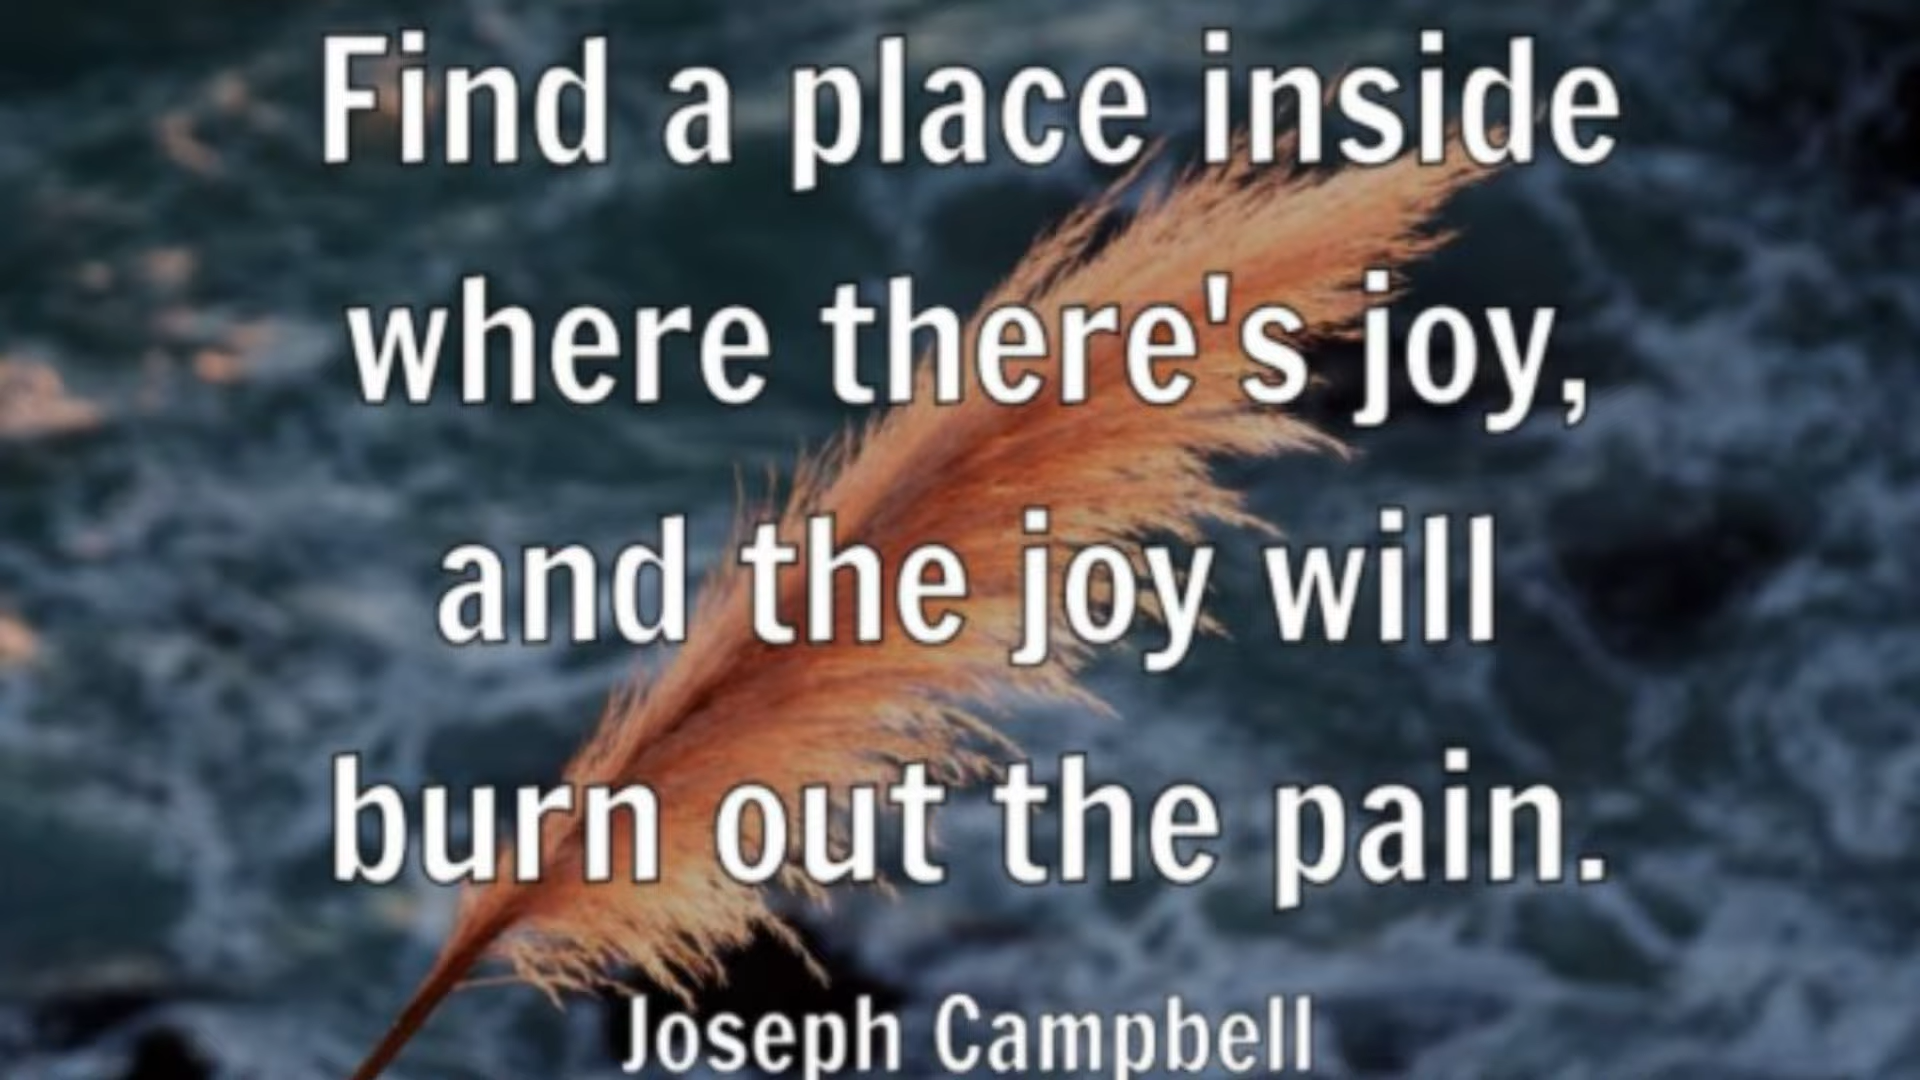 Find a place inside
where there's joy,
and the joy will
burn out the pain.
Joseph Campbell